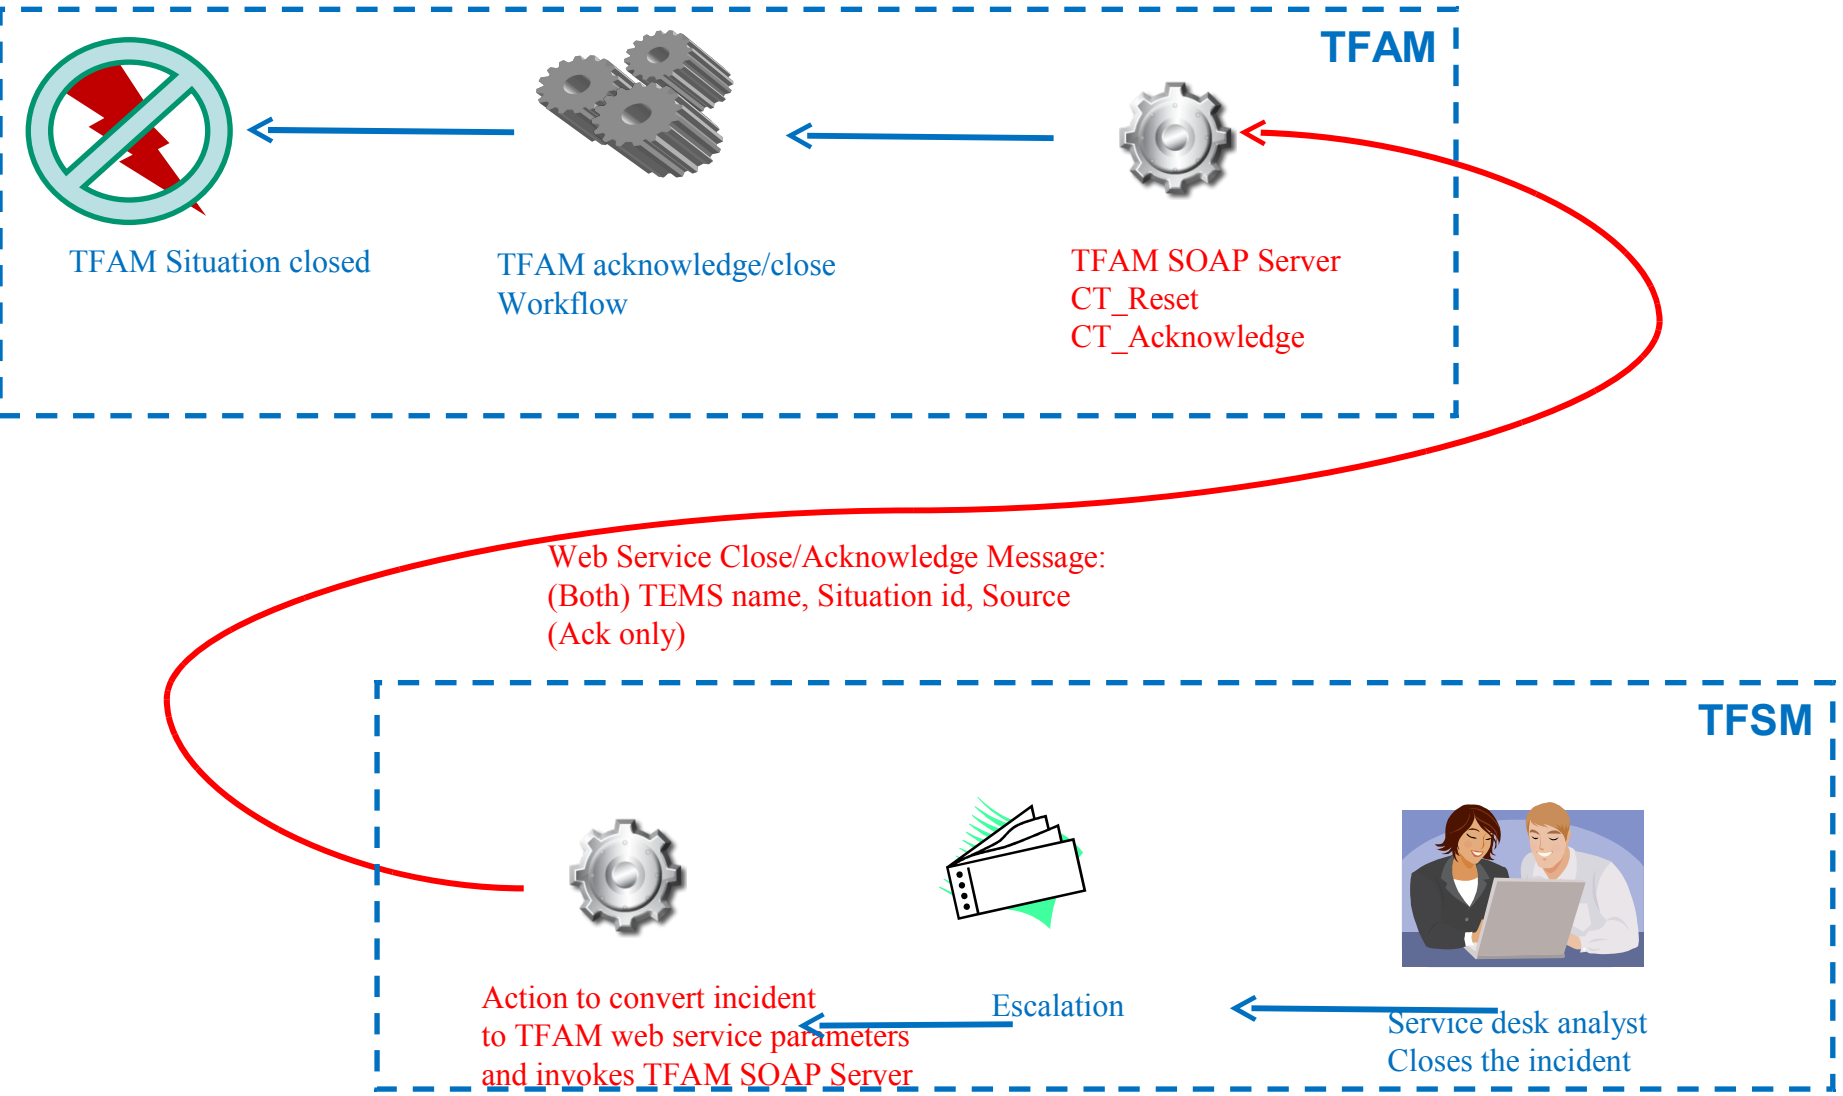 TFAM
TFAM Situation closed
TFAM acknowledge/close
Workflow
TFAM SOAP Server
CT_Reset
CT_Acknowledge
Web Service Close/Acknowledge Message:
(Both) TEMS name, Situation id, Source
(Ack only)
TFSM
Action to convert incident
to TFAM web service parameters
and invokes TFAM SOAP Server
Escalation
Service desk analyst
Closes the incident